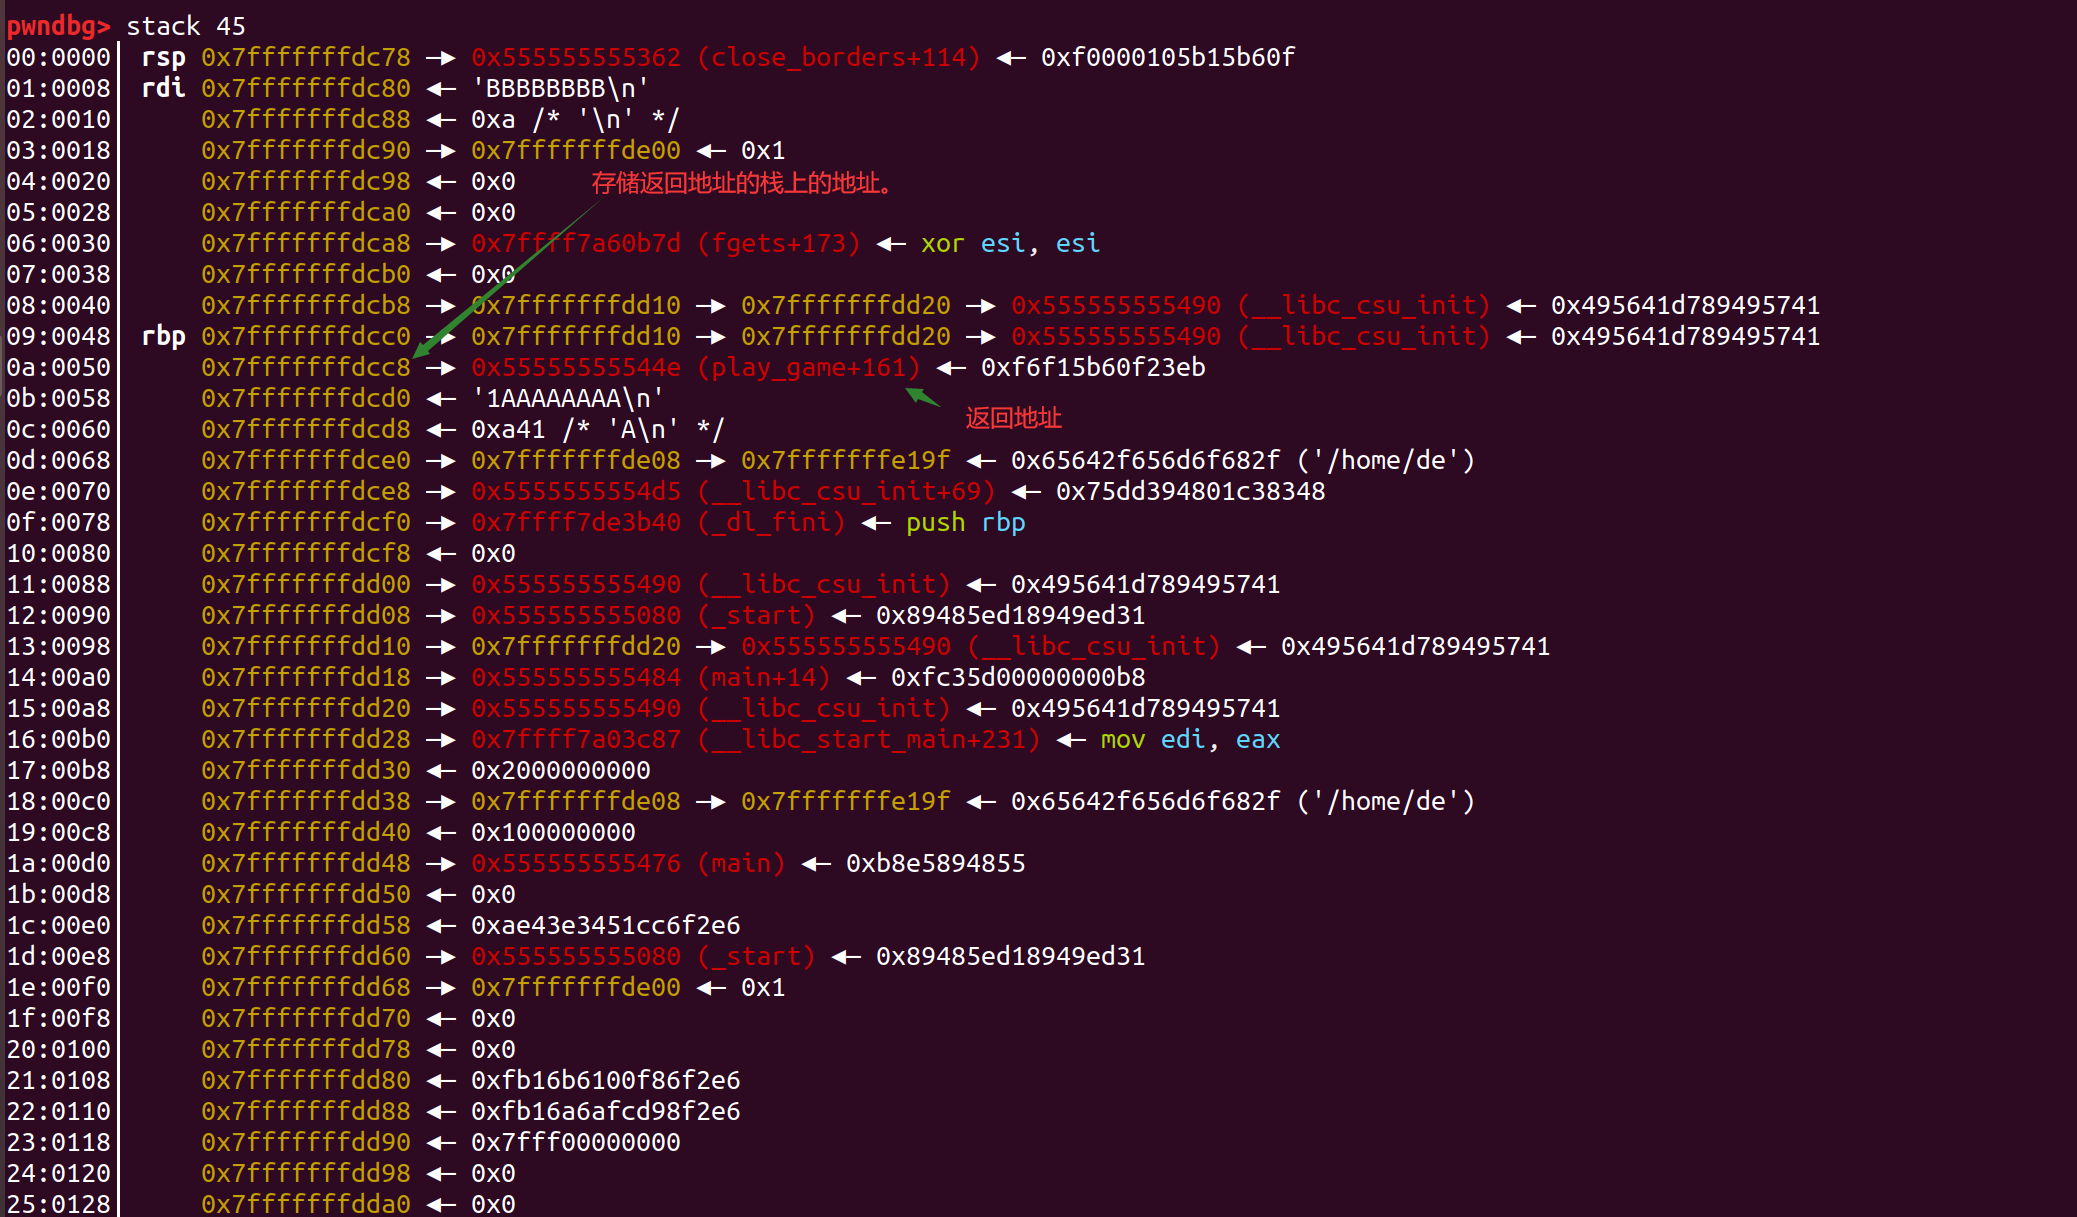 pwndbg> stack 45
00:0000│ rsp 0x7fffffffdc78 —▸ 0x555555555362 (close_borders+114) ◂— 0xf0000105b15b60f
01:0008│ rdi 0x7fffffffdc80 ◂— 'BBBBBBBB\n'
02:0010│ 0x7fffffffdc88 ◂— 0xa /* '\n' */
03:0018│ 0x7fffffffdc90 —▸ 0x7fffffffde00 ◂— 0x1
04:0020│ 0x7fffffffdc98 ◂— 0x0
存储返回地址的栈上的地址。
05:0028│ 0x7fffffffdca0 ◂— 0x0
06:0030│ 0x7fffffffdca8 —▸ 0x7ffff7a60b7d (fgets+173) ◂— xor esi, esi
07:0038│ 0x7fffffffdcb0 ◂— 0x0
08:0040│ 0x7fffffffdcb8 —▸ 0x7fffffffdd10 —▸ 0x7fffffffdd20 —▸ 0x555555555490 (__libc_csu_init) ◂— 0x495641d789495741
09:0048│ rbp 0x7fffffffdcc0 —▸ 0x7fffffffdd10 —▸ 0x7fffffffdd20 —▸ 0x555555555490 (__libc_csu_init) ◂— 0x495641d789495741
0a:0050│ 0x7fffffffdcc8 —▸ 0x55555555544e (play_game+161) ◂— 0xf6f15b60f23eb
0b:0058│ 0x7fffffffdcd0 ◂— '1AAAAAAAA\n'
返回地址
0c:0060│ 0x7fffffffdcd8 ◂— 0xa41 /* 'A\n' */
0d:0068│ 0x7fffffffdce0 —▸ 0x7fffffffde08 —▸ 0x7fffffffe19f ◂— 0x65642f656d6f682f ('/home/de')
0e:0070│ 0x7fffffffdce8 —▸ 0x5555555554d5 (__libc_csu_init+69) ◂— 0x75dd394801c38348
0f:0078│ 0x7fffffffdcf0 —▸ 0x7ffff7de3b40 (_dl_fini) ◂— push rbp
10:0080│ 0x7fffffffdcf8 ◂— 0x0
11:0088│ 0x7fffffffdd00 —▸ 0x555555555490 (__libc_csu_init) ◂— 0x495641d789495741
12:0090│ 0x7fffffffdd08 —▸ 0x555555555080 (_start) ◂— 0x89485ed18949ed31
13:0098│ 0x7fffffffdd10 —▸ 0x7fffffffdd20 —▸ 0x555555555490 (__libc_csu_init) ◂— 0x495641d789495741
14:00a0│ 0x7fffffffdd18 —▸ 0x555555555484 (main+14) ◂— 0xfc35d00000000b8
15:00a8│ 0x7fffffffdd20 —▸ 0x555555555490 (__libc_csu_init) ◂— 0x495641d789495741
16:00b0│ 0x7fffffffdd28 —▸ 0x7ffff7a03c87 (__libc_start_main+231) ◂— mov edi, eax
17:00b8│ 0x7fffffffdd30 ◂— 0x2000000000
18:00c0│ 0x7fffffffdd38 —▸ 0x7fffffffde08 —▸ 0x7fffffffe19f ◂— 0x65642f656d6f682f ('/home/de')
19:00c8│ 0x7fffffffdd40 ◂— 0x100000000
1a:00d0│ 0x7fffffffdd48 —▸ 0x555555555476 (main) ◂— 0xb8e5894855
1b:00d8│ 0x7fffffffdd50 ◂— 0x0
1c:00e0│ 0x7fffffffdd58 ◂— 0xae43e3451cc6f2e6
1d:00e8│ 0x7fffffffdd60 —▸ 0x555555555080 (_start) ◂— 0x89485ed18949ed31
1e:00f0│ 0x7fffffffdd68 —▸ 0x7fffffffde00 ◂— 0x1
1f:00f8│ 0x7fffffffdd70 ◂— 0x0
20:0100│ 0x7fffffffdd78 ◂— 0x0
21:0108│ 0x7fffffffdd80 ◂— 0xfb16b6100f86f2e6
22:0110│ 0x7fffffffdd88 ◂— 0xfb16a6afcd98f2e6
23:0118│ 0x7fffffffdd90 ◂— 0x7fff00000000
24:0120│ 0x7fffffffdd98 ◂— 0x0
25:0128│ 0x7fffffffdda0 ◂— 0x0